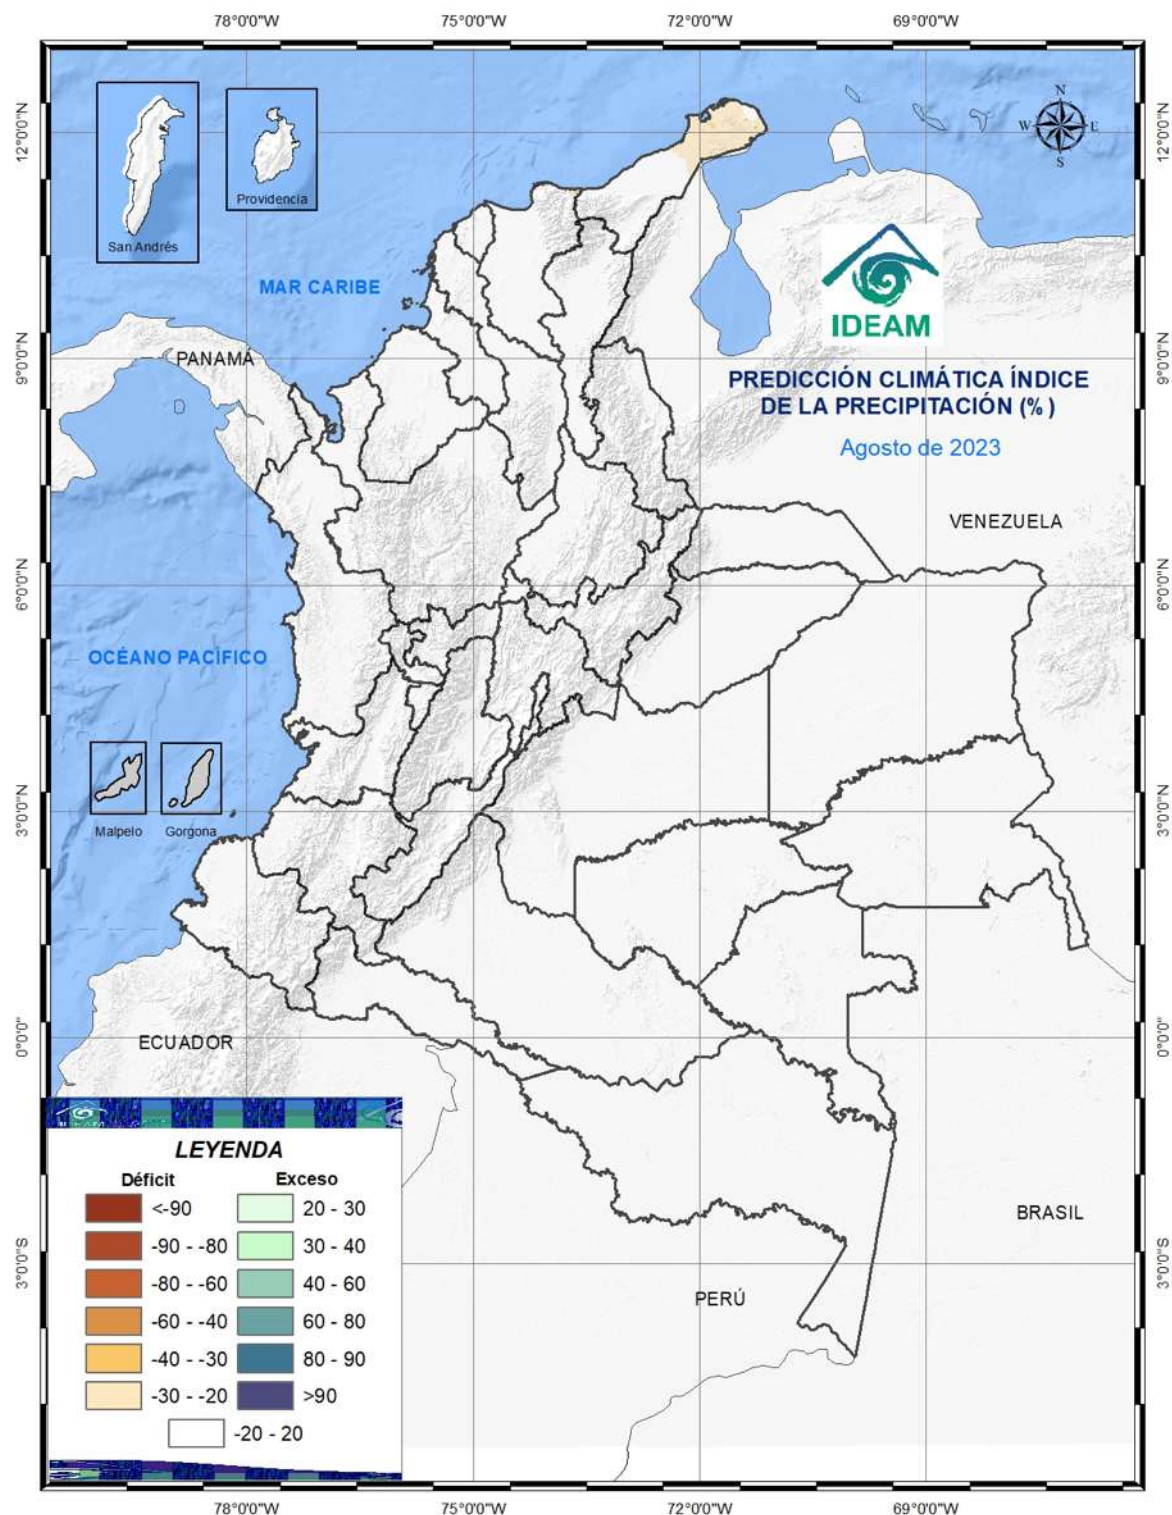 78°0'0"W
75°0'0"W
72°0'0"W
69°0'0"W
12°0'0"N
12°0'0"N
San Andrés
Providencia
MAR CARIBE
IDEAM
9°0'0"N
PANAMÁ
9°0'0"N
PREDICCIÓN CLIMÁTICA ÍNDICE
DE LA PRECIPITACIÓN (%)
Agosto de 2023
VENEZUELA
6°0'0"N
6°0'0"N
OCÉANO PACÍFICO
3°0'0"N
3°0'0"N
Malpelo
Gorgona
0°0'0"
ECUADOR
0°0'0"
LEYENDA
Déficit
Exceso
<-90
20 - 30
-90 - -80
30 - 40
-80 - -60
40 - 60
-60 - -40
60 - 80
-40 - -30
80 - 90
-30 - -20
>90
-20 - 20
BRASIL
PERÚ
3°0'0"S
3°0'0"S
78°0'0"W
75°0'0"W
72°0'0"W
69°0'0"W
N
W
E
S